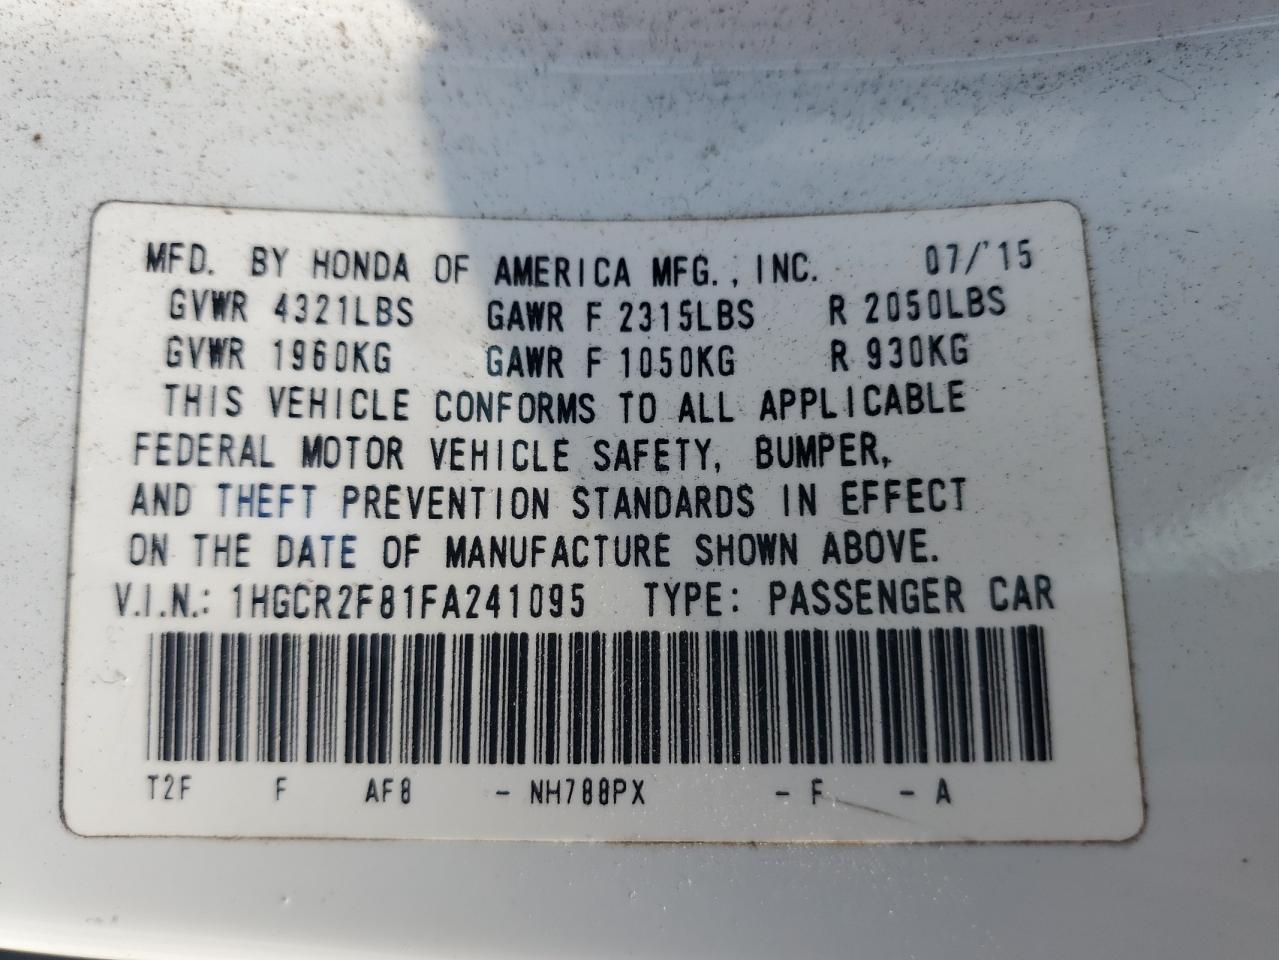 MFD. BY HONDA OF AMERICA MFG., INC. 07/'15
GVWR 4321LBS GAWR F 2315LBS R 2050LBS
GVWR 1960KG GAWR F 1050KG R 930KG
THIS VEHICLE CONFORMS TO ALL APPLICABLE
FEDERAL MOTOR VEHICLE SAFETY, BUMPER,
AND THEFT PREVENTION STANDARDS IN EFFECT
ON THE DATE OF MANUFACTURE SHOWN ABOVE.
V.I.N.: 1HGCR2F81FA241095 TYPE: PASSENGER CAR
T2F F AF8 - NH788PX - F - A